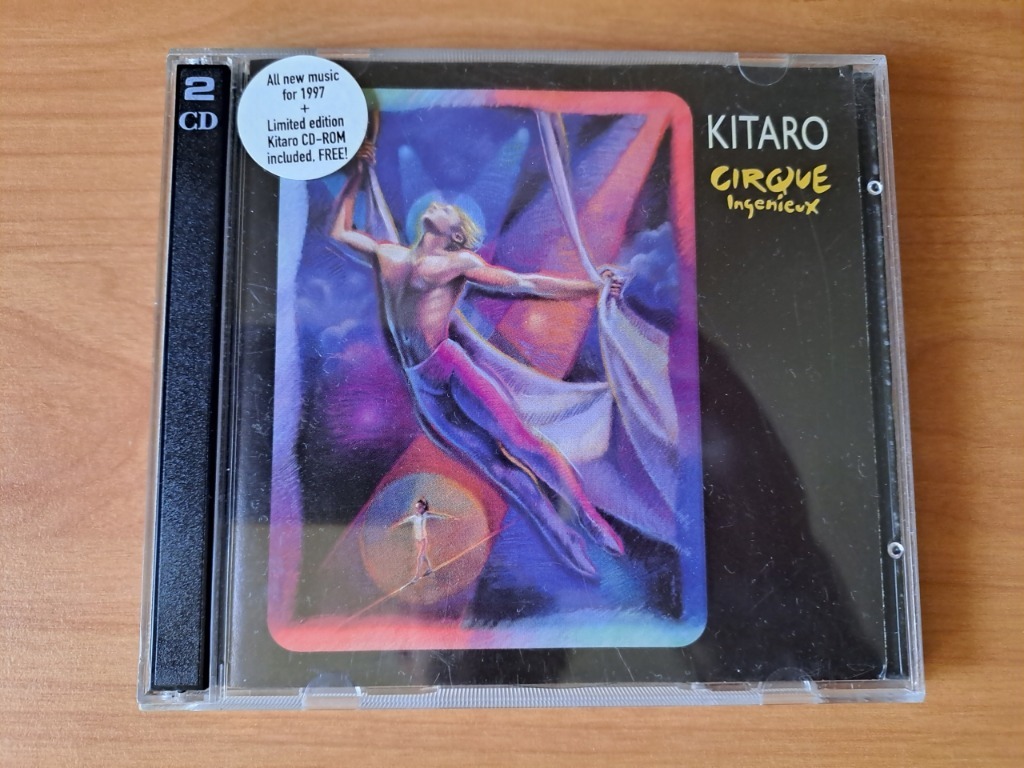 2
CD
All new music
for 1997
+
Limited edition
Kitaro CD-ROM
included, FREE!
KITARO
CIRQUE
Ingenieux